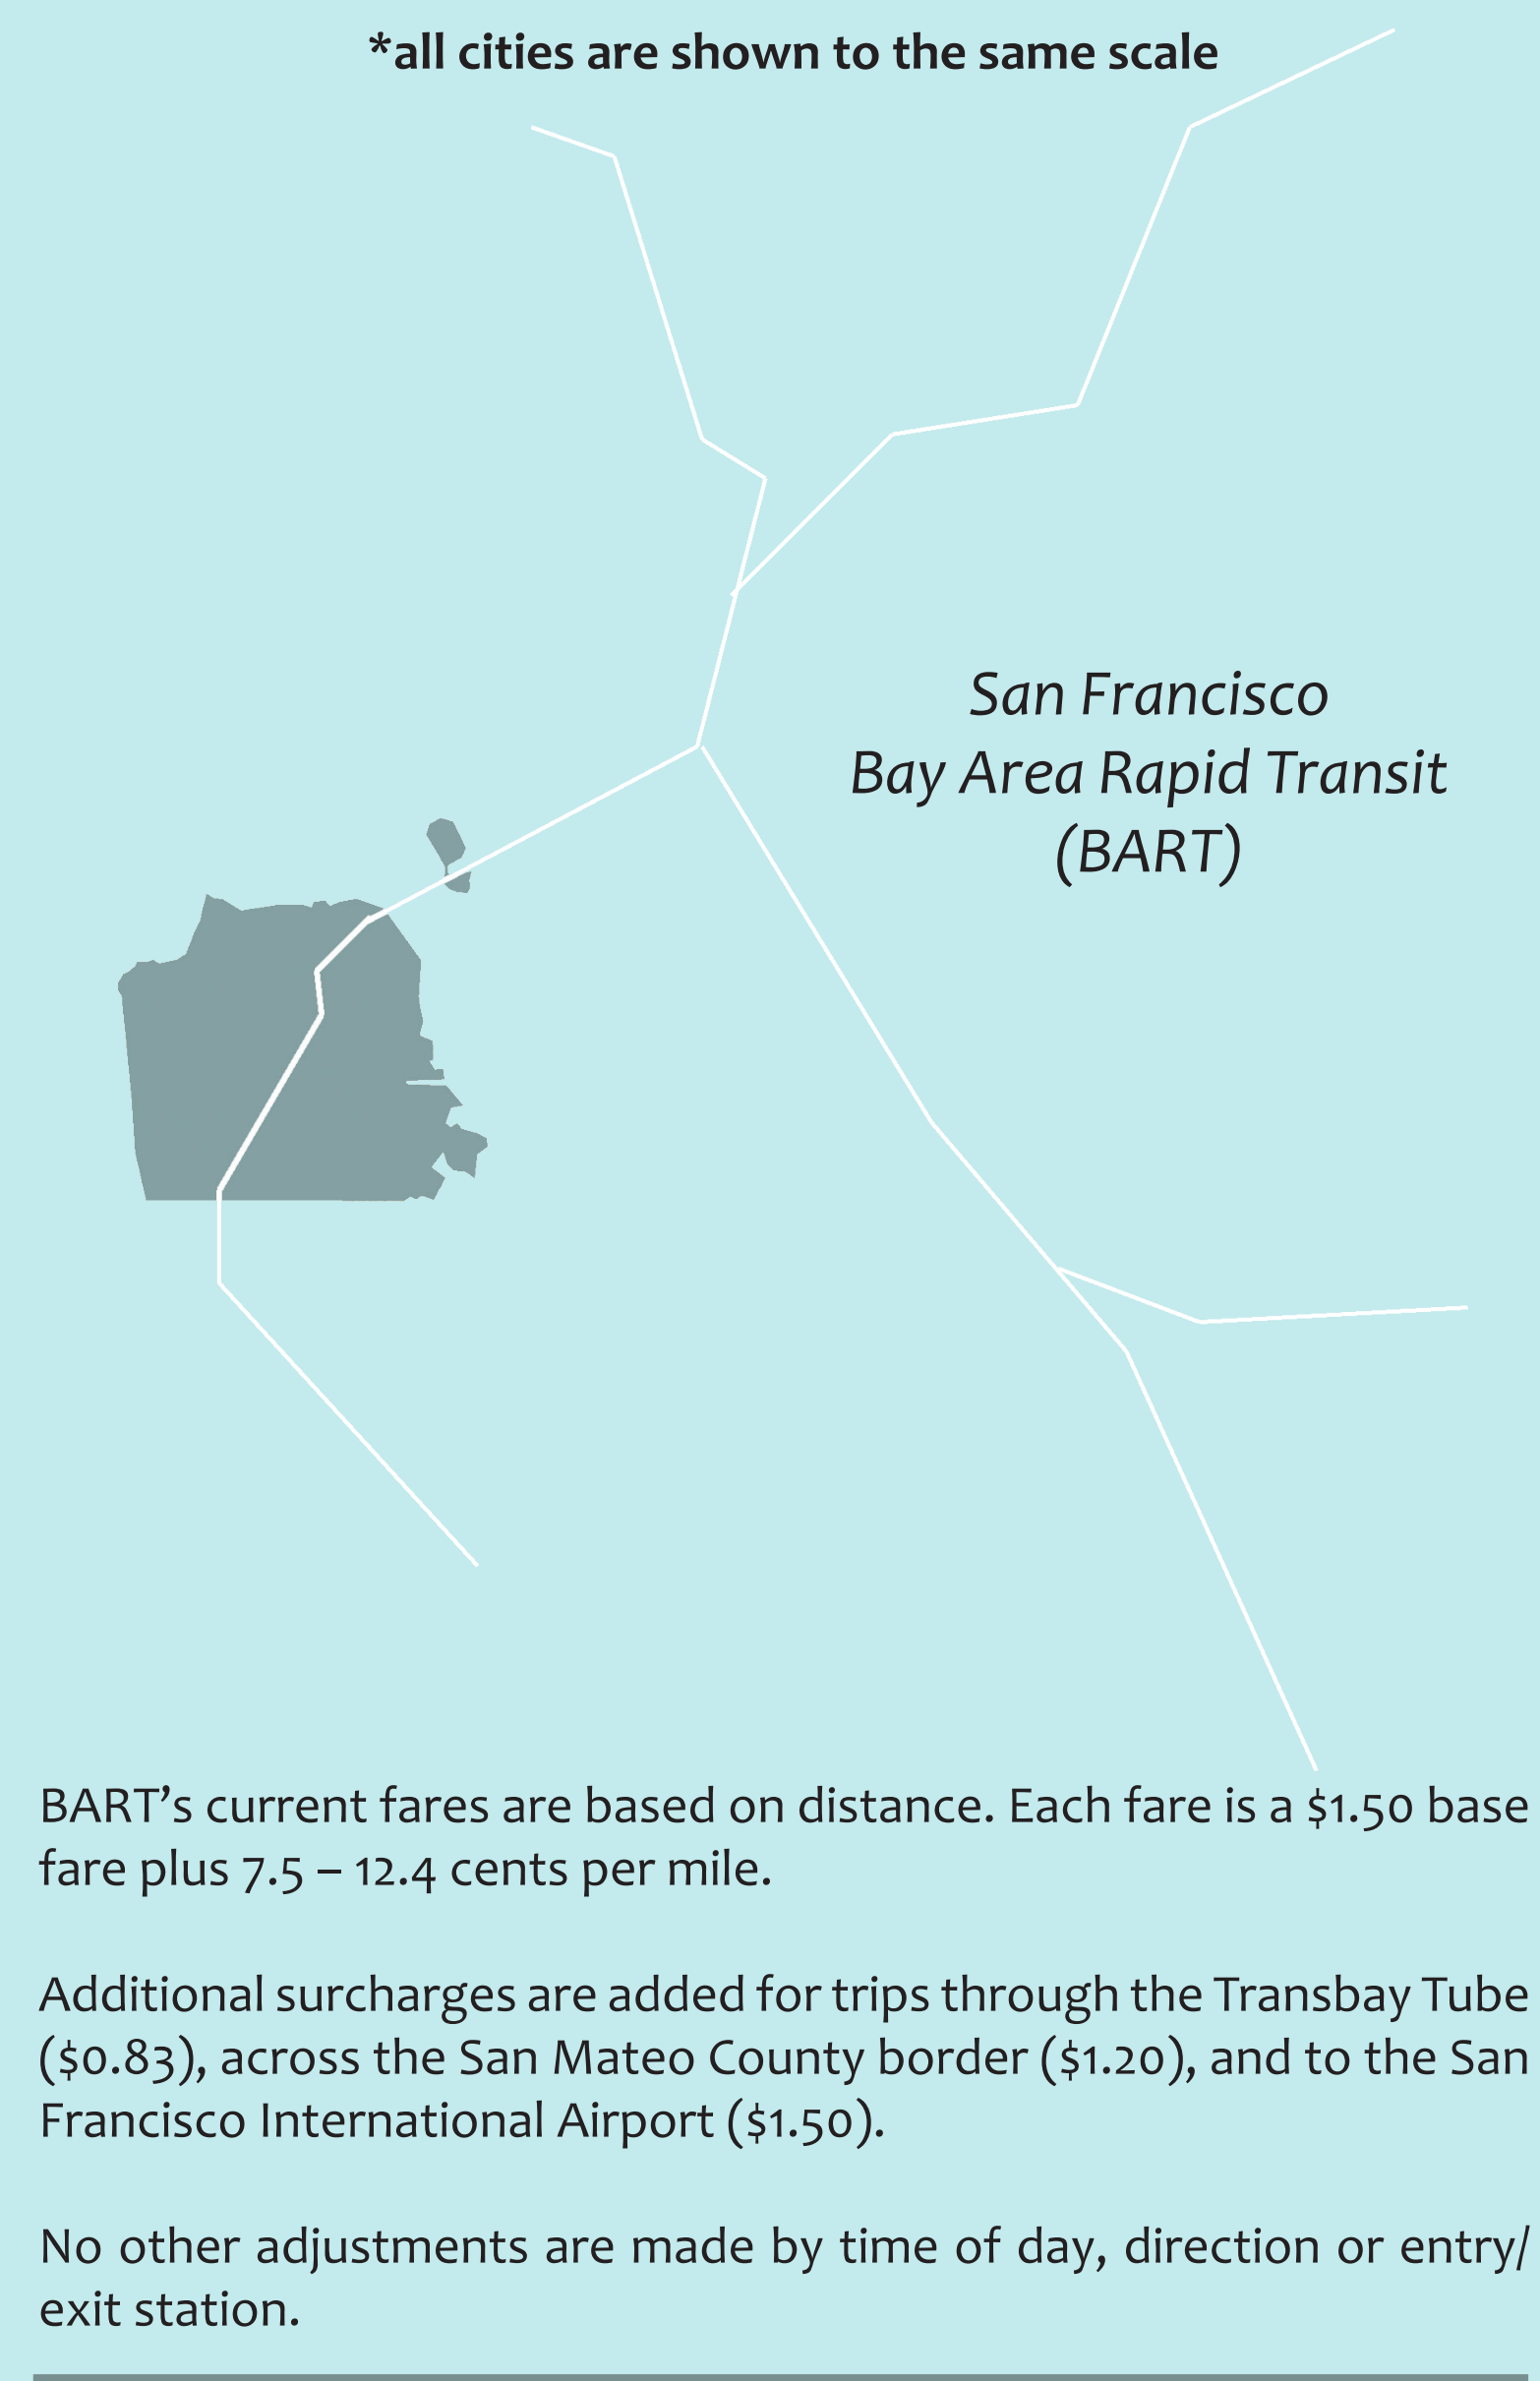 *all cities are shown to the same scale
San Francisco
Bay Area Rapid Transit
(BART)
BART’s current fares are based on distance. Each fare is a $1.50 base
fare plus 7.5 – 12.4 cents per mile.
Additional surcharges are added for trips through the Transbay Tube
($0.83), across the San Mateo County border ($1.20), and to the San
Francisco International Airport ($1.50).
No other adjustments are made by time of day, direction or entry/
exit station.